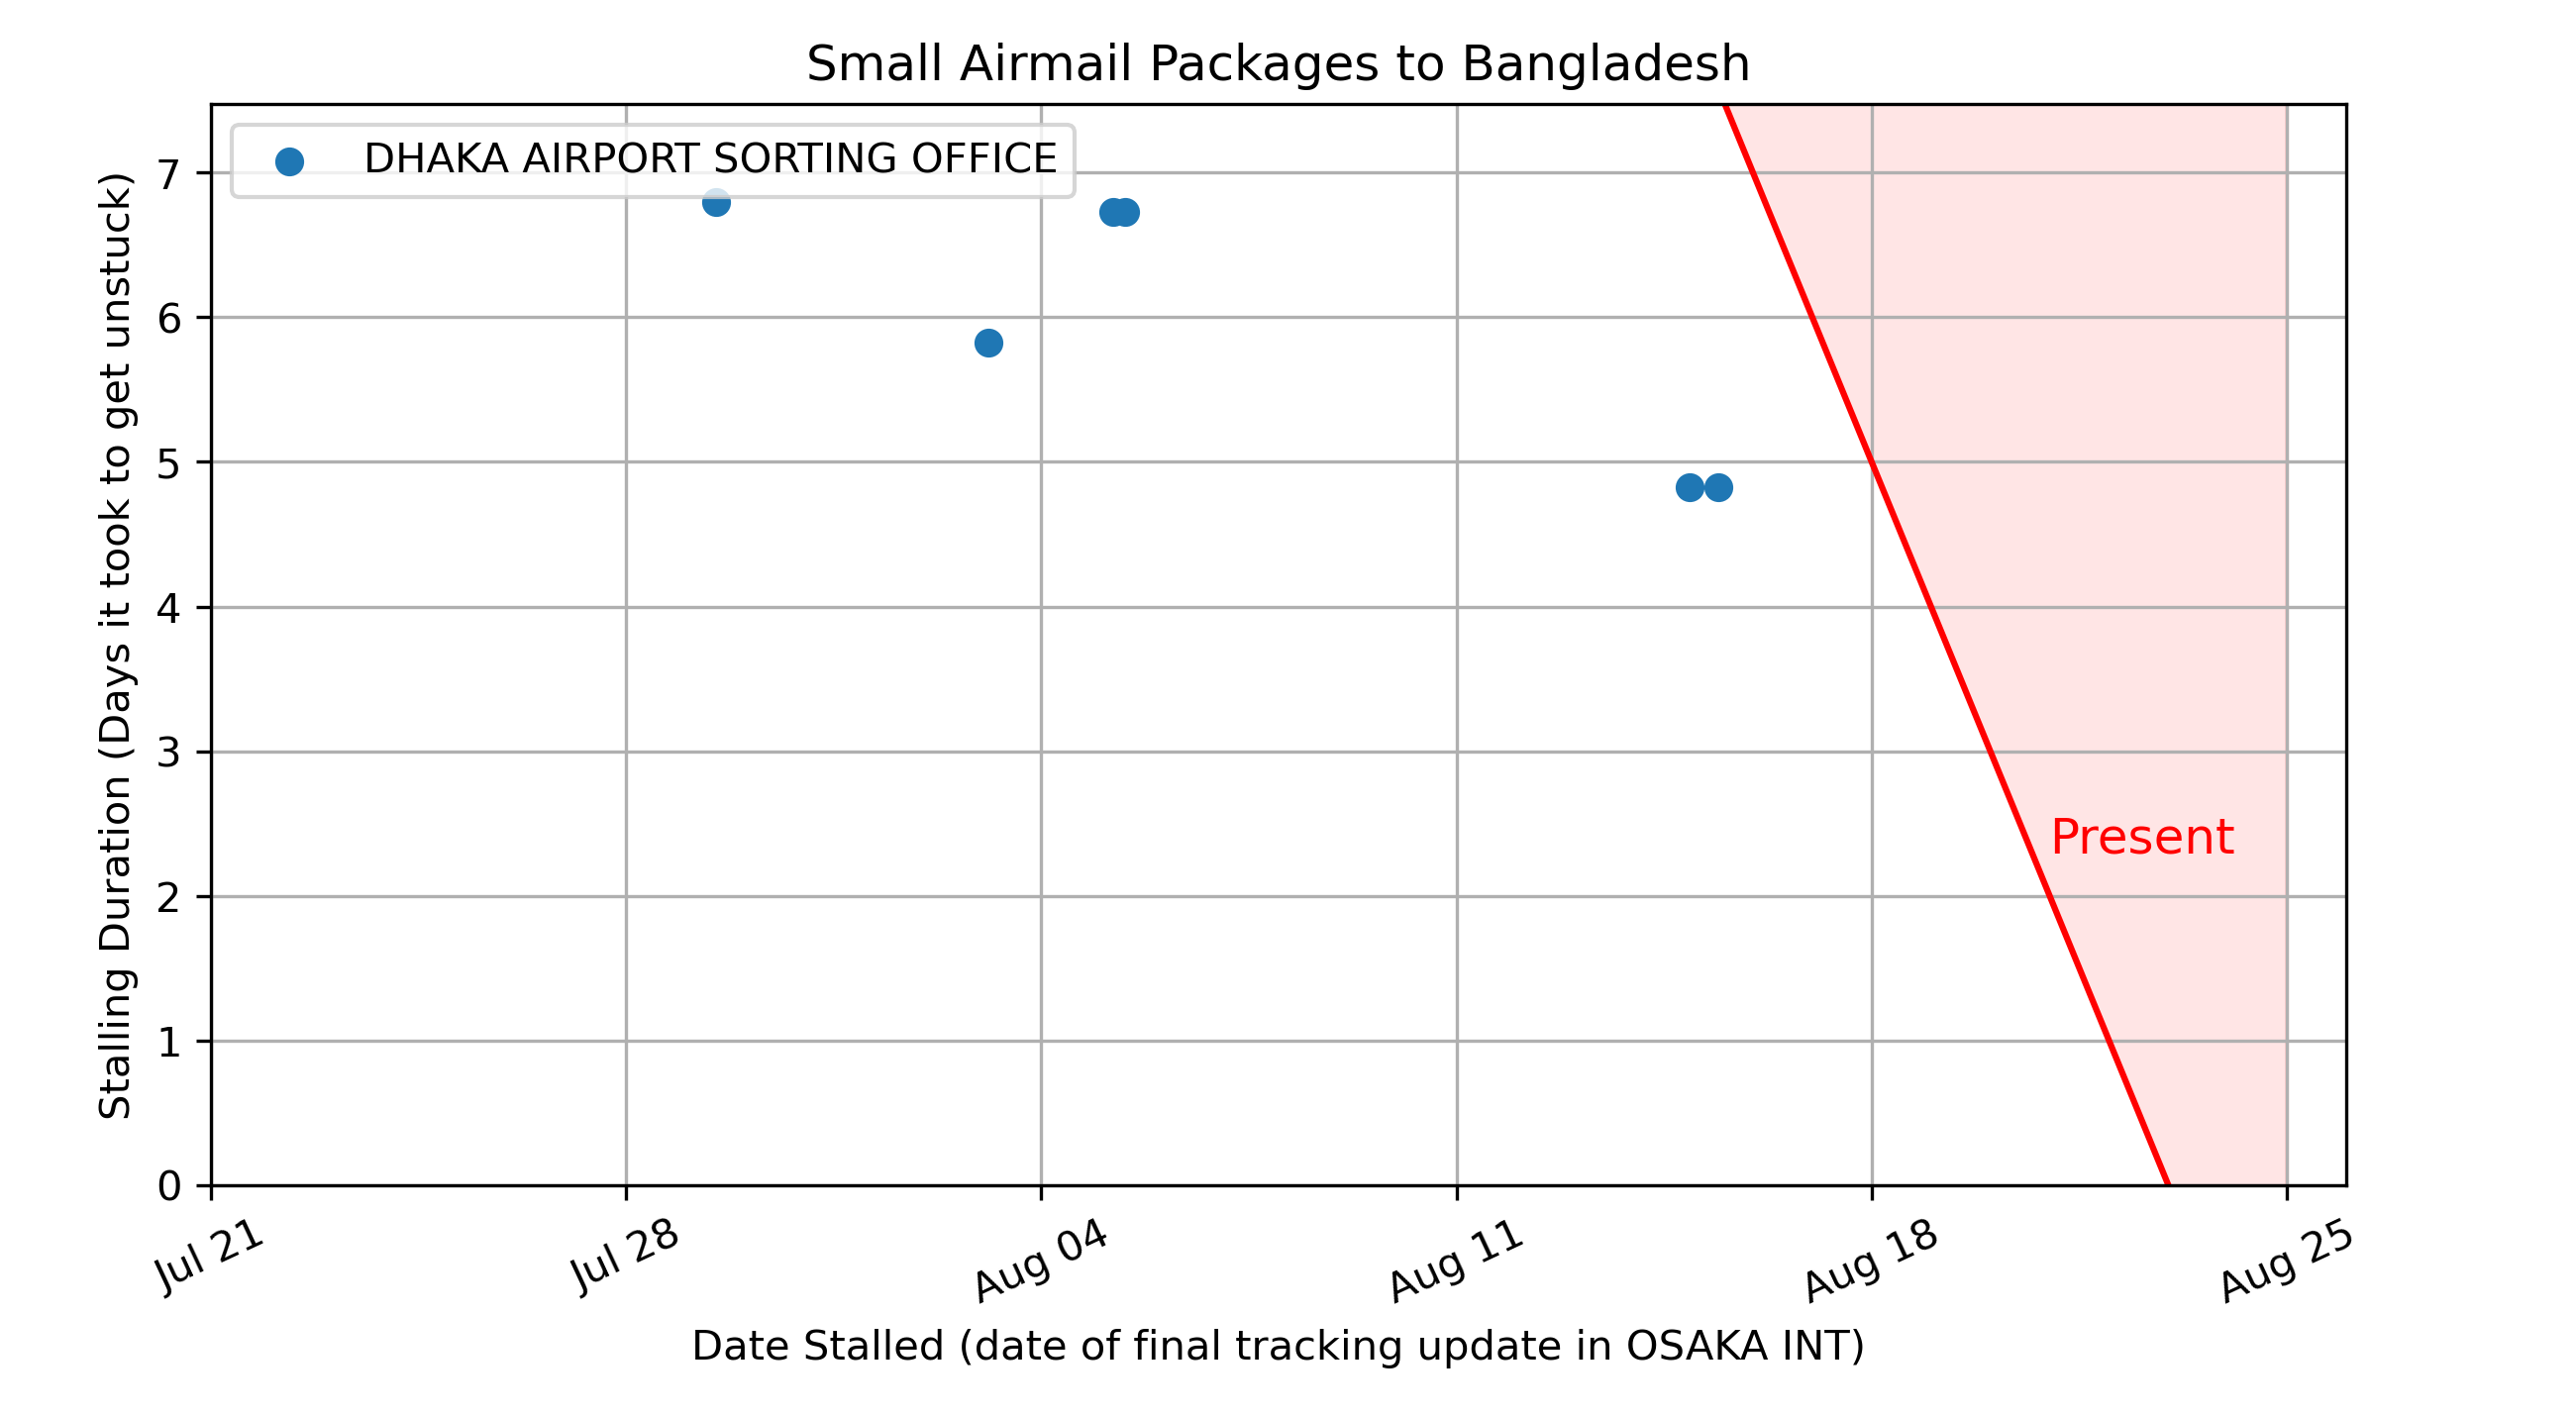 Small Airmail Packages to Bangladesh
DHAKA AIRPORT SORTING OFFICE
Stalling Duration (Days it took to get unstuck)
7
6
5
4
3
2
1
0
Present
Jul 21
Jul 28
Aug 04
Aug 11
Aug 18
Aug 25
Date Stalled (date of final tracking update in OSAKA INT)